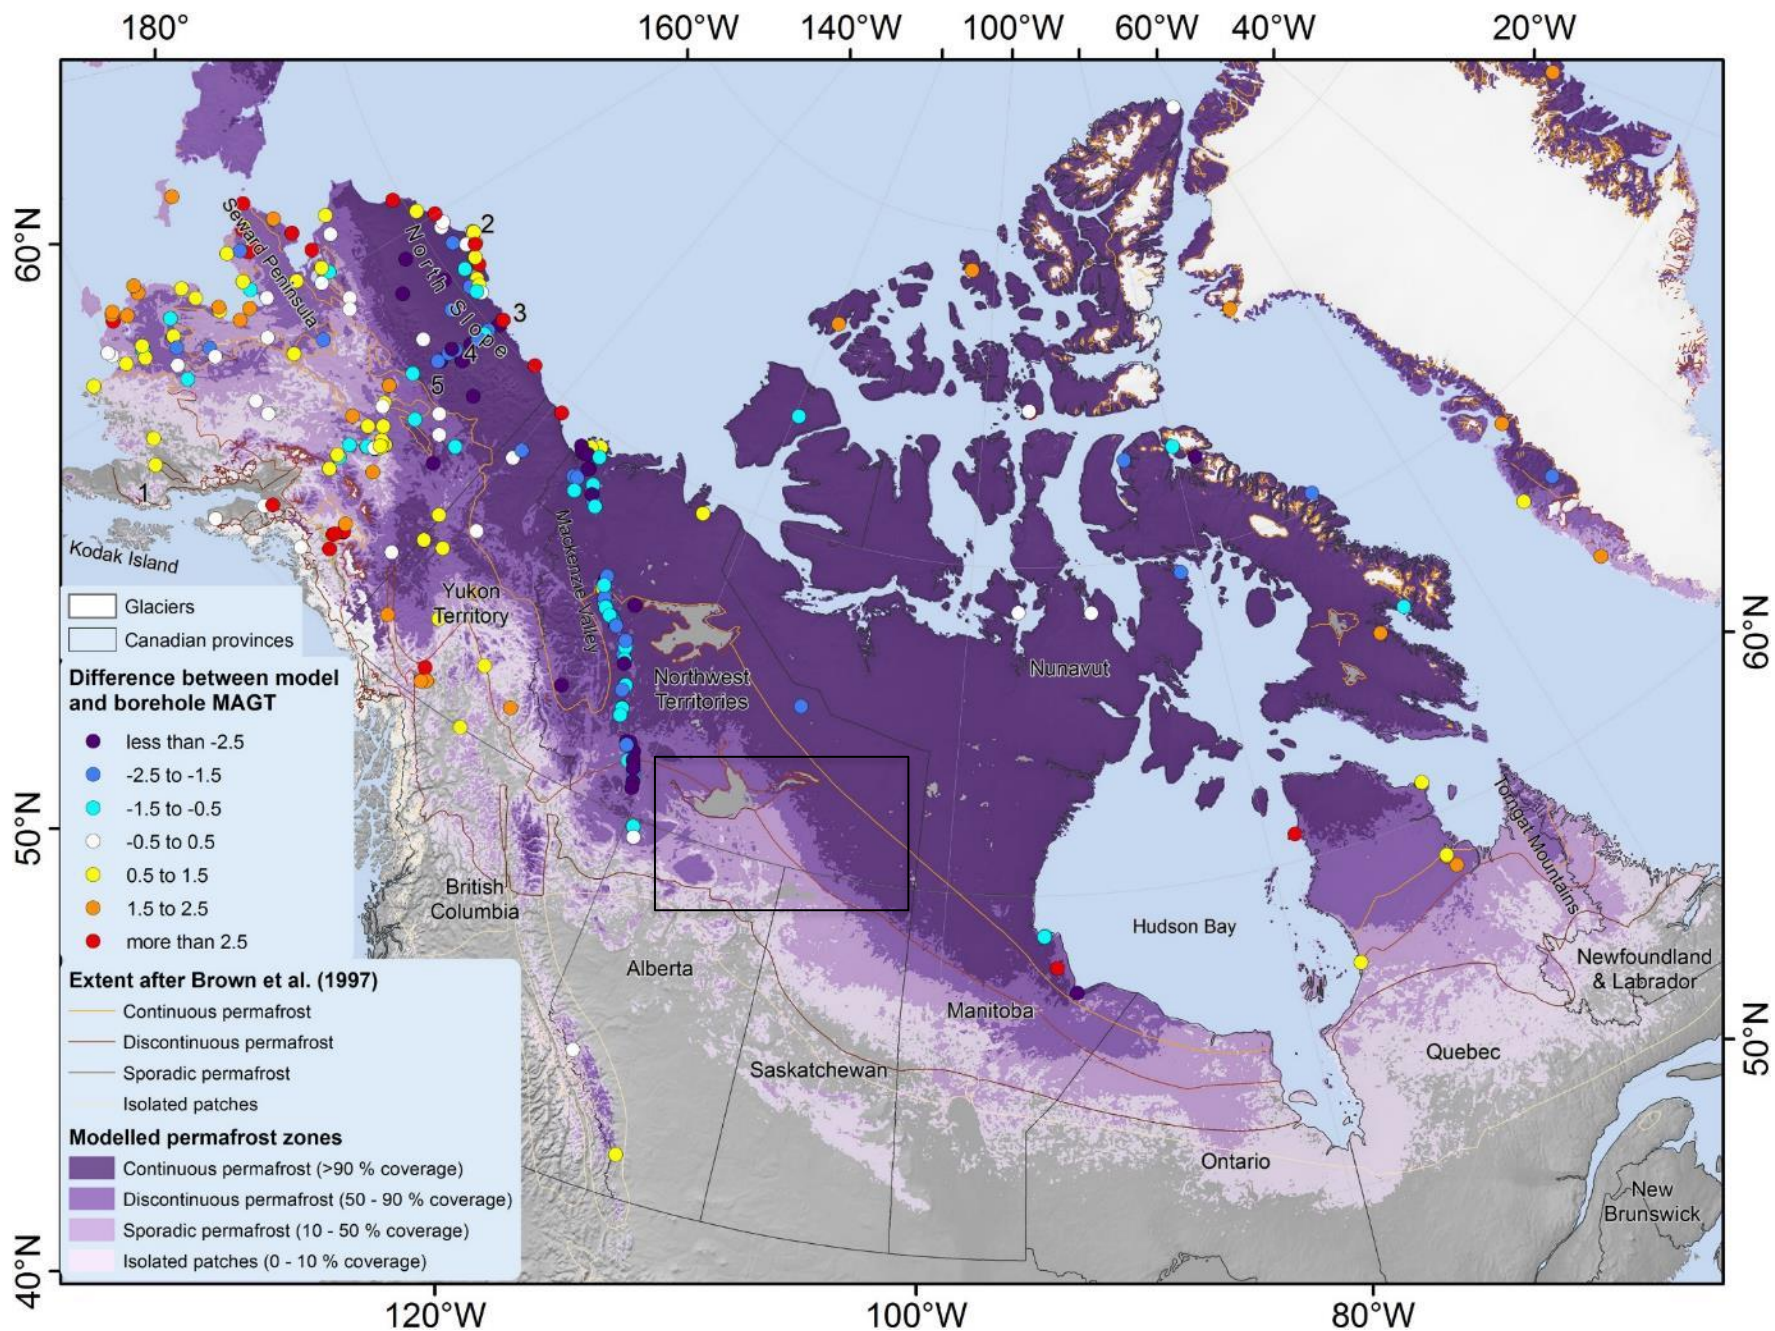 180°
160°W
140°W
100°W
60°W
40°W
20°W
60°N
50°N
40°N
60°N
50°N
120°W
100°W
80°W
Seward Peninsula
North Slope
2
3
4
5
1
Kodak Island
Yukon
Territory
Mackenzie Valley
Northwest
Territories
Nunavut
British
Columbia
Alberta
Saskatchewan
Manitoba
Hudson Bay
Ontario
Quebec
Torngat Mountains
Newfoundland
& Labrador
New
Brunswick
Glaciers
Canadian provinces
Difference between model
and borehole MAGT
less than -2.5
-2.5 to -1.5
-1.5 to -0.5
-0.5 to 0.5
0.5 to 1.5
1.5 to 2.5
more than 2.5
Extent after Brown et al. (1997)
Continuous permafrost
Discontinuous permafrost
Sporadic permafrost
Isolated patches
Modelled permafrost zones
Continuous permafrost (>90 % coverage)
Discontinuous permafrost (50 - 90 % coverage)
Sporadic permafrost (10 - 50 % coverage)
Isolated patches (0 - 10 % coverage)